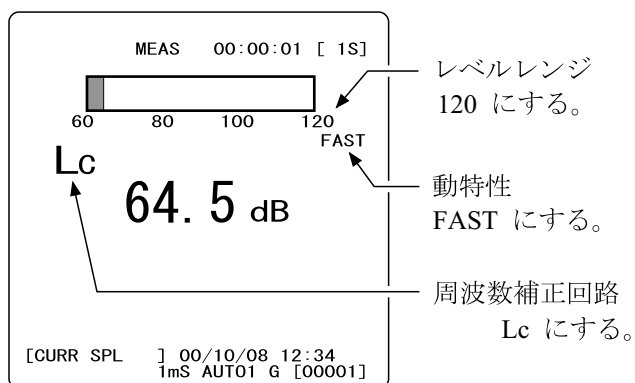 MEAS 00:00:01 [ 1S]
60 80 100 120
FAST
Lc
64.5 dB
[CURR SPL ] 00/10/08 12:34
1mS AUTO1 G [00001]
レベルレンジ
120 にする。
動特性
FAST にする。
周波数補正回路
Lc にする。